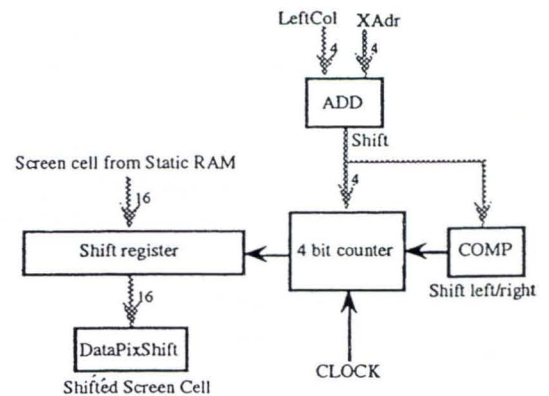 LeftCol XAdr
4 4
ADD
Shift
Screen cell from Static RAM
4
16
Shift register
4 bit counter
COMP
Shift left/right
16
DataPixShift
CLOCK
Shifted Screen Cell